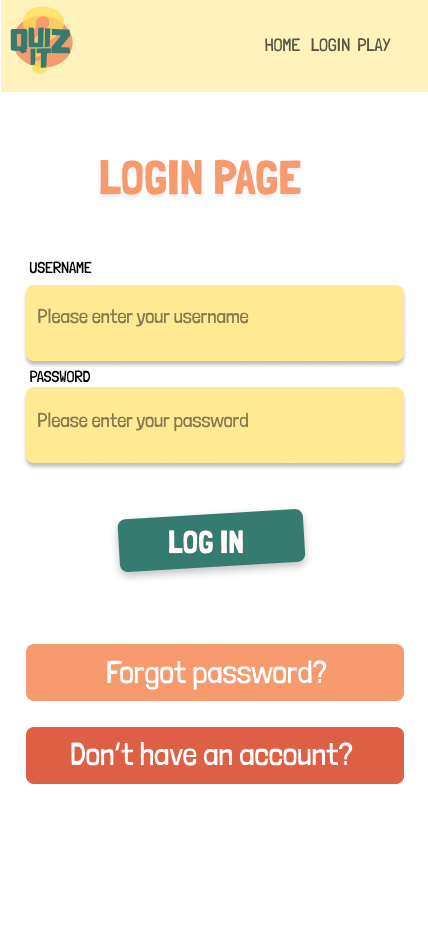 QUIZ
IT
HOME LOGIN PLAY
LOGIN PAGE
USERNAME
Please enter your username
PASSWORD
Please enter your password
LOG IN
Forgot password?
Don't have an account?